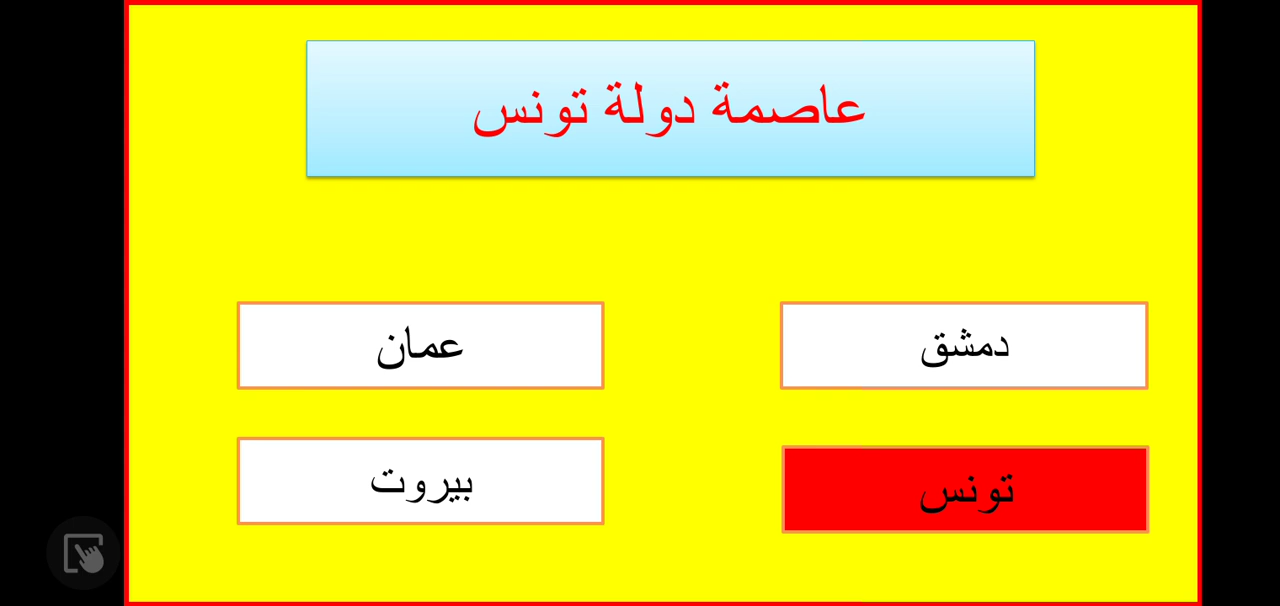 عاصمة دولة تونس
دمشق
عمان
تونس
بيروت